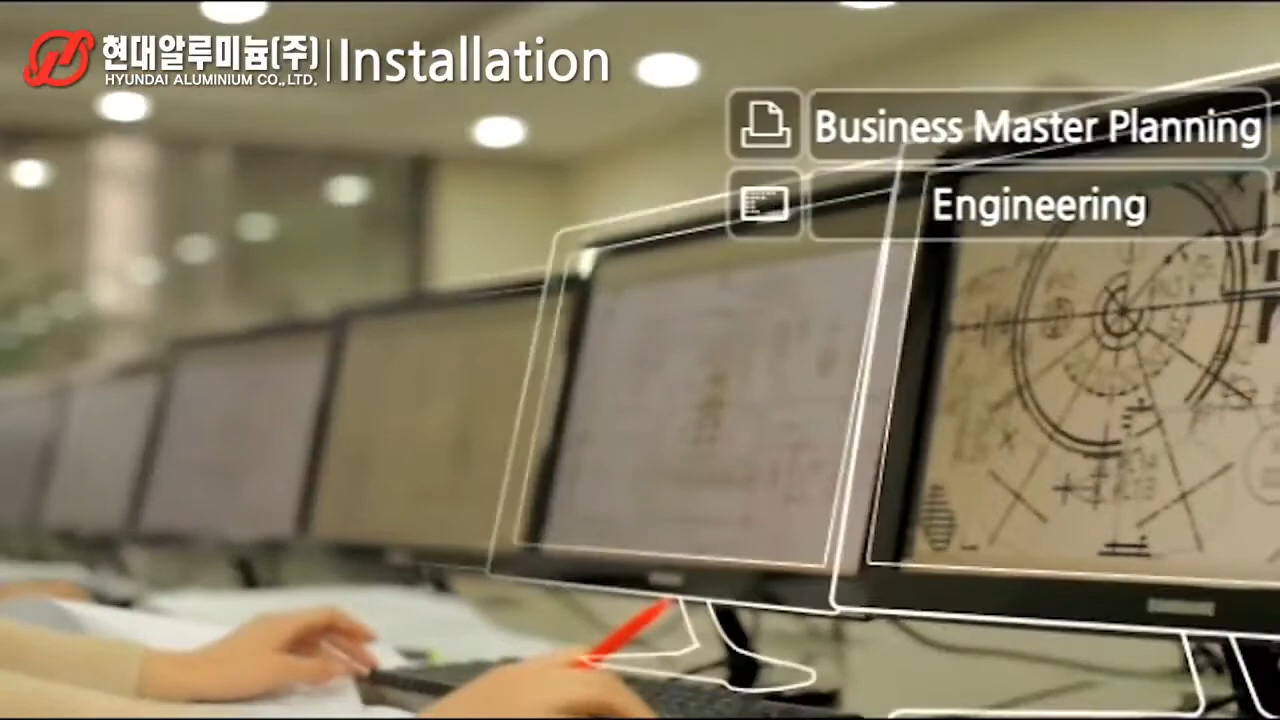 현대알루미늄(주)
HYUNDAI ALUMINIUM CO., LTD.
Installation
Business Master Planning
Engineering